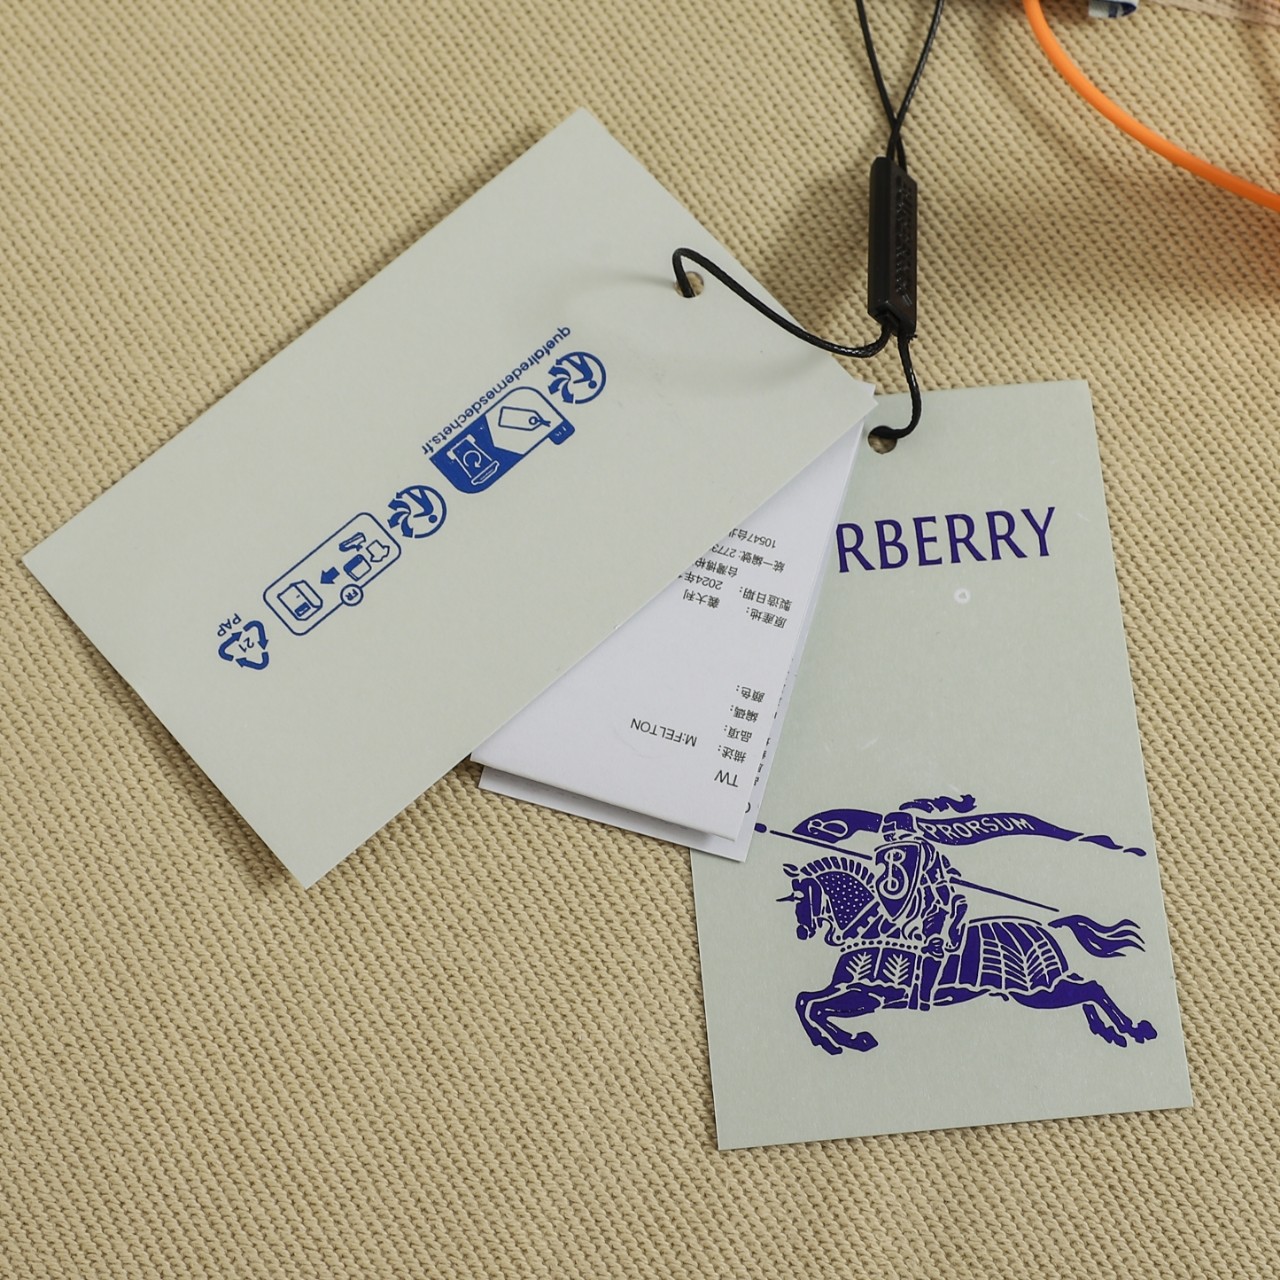 RBERRY
PRORSUM
B
B
quefairedemesdechets.fr
FR
21
PAP
TW
描述:
品項: M:FELTON
編碼:
顏色:
原產地: 義大利
製造日期: 2024年
台灣博柏
統一編號: 2773
10547台北